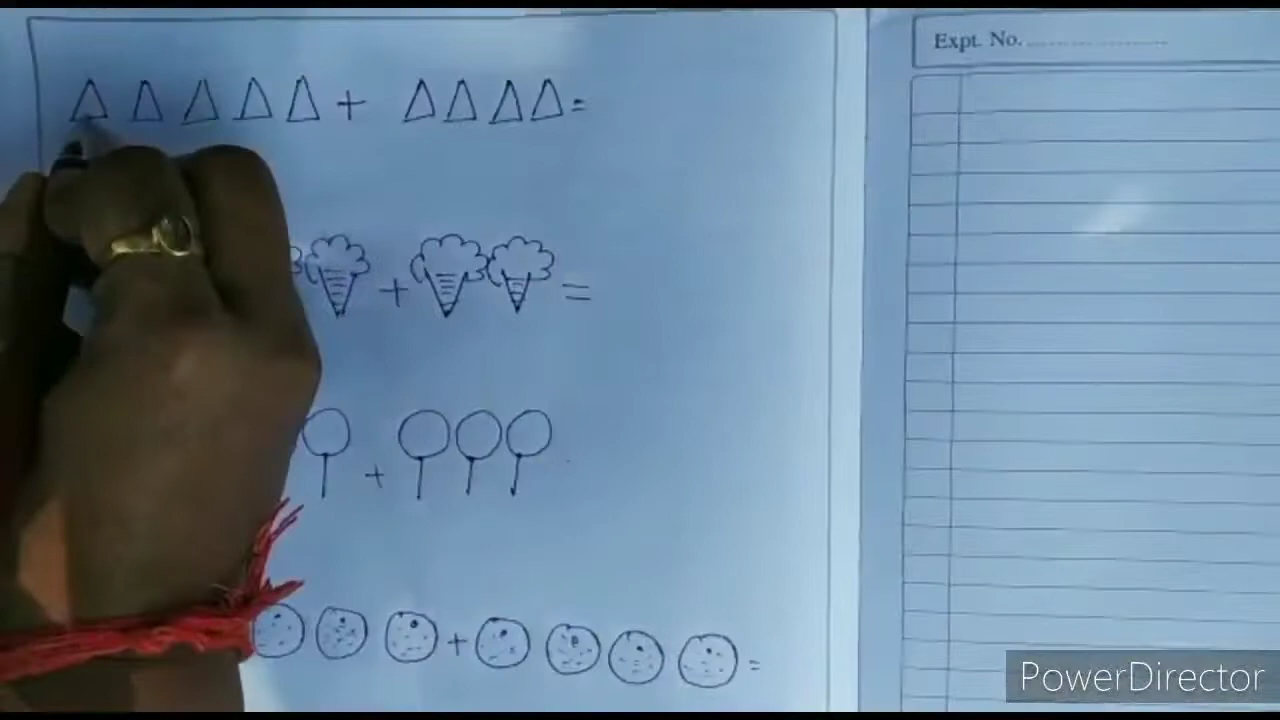 Expt. No.
+ =
+ =
+
+ =
PowerDirector